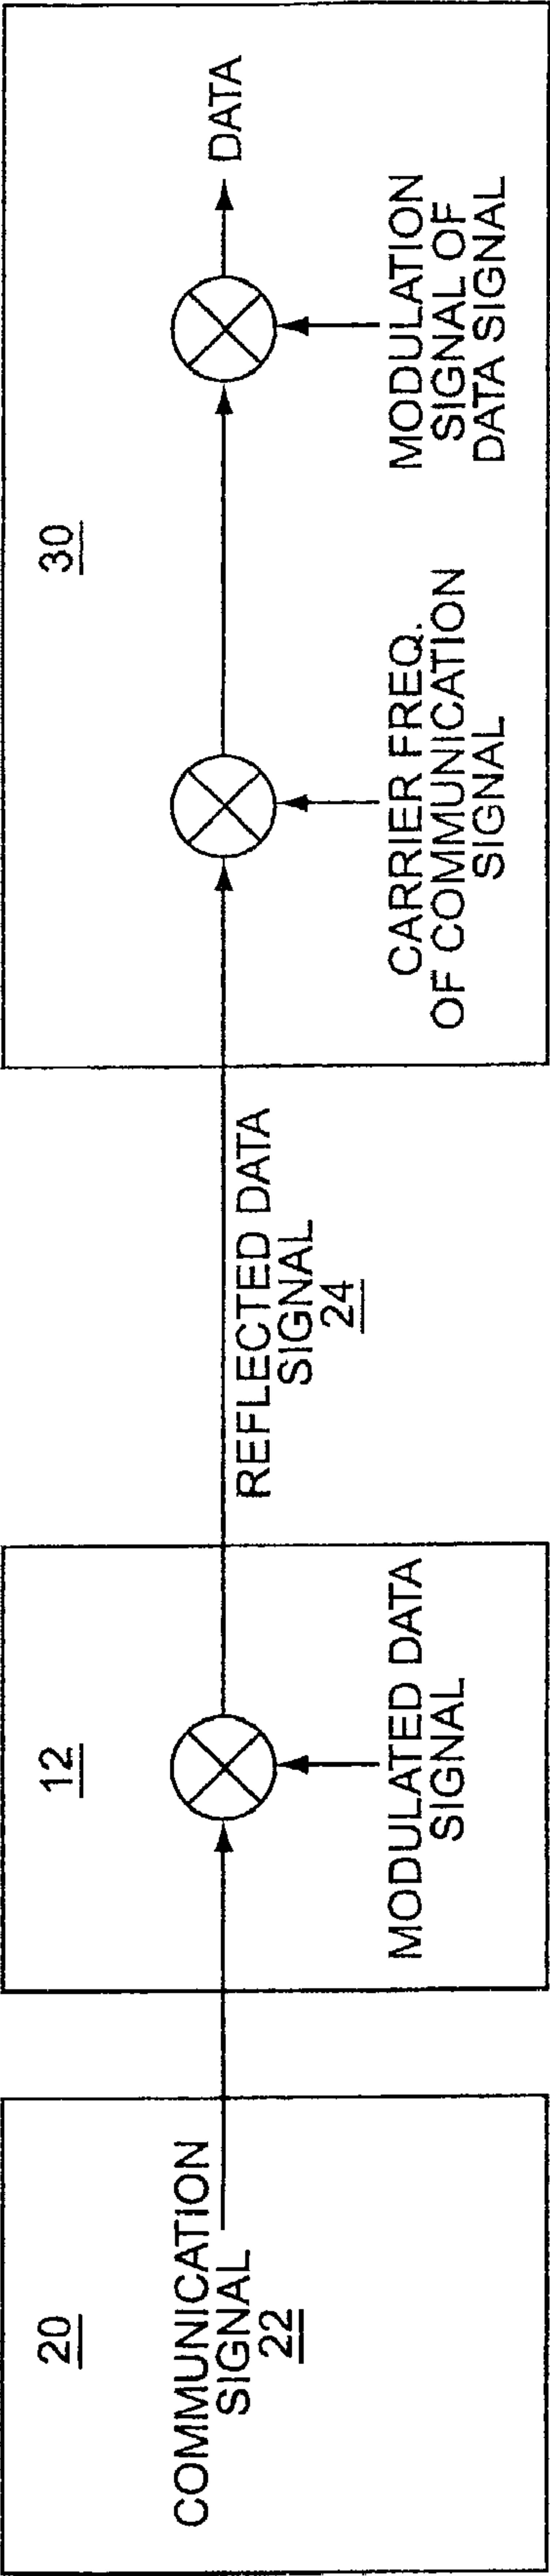 20
COMMUNICATION
SIGNAL
22
12
MODULATED DATA
SIGNAL
REFLECTED DATA
SIGNAL
24
30
CARRIER FREQ.
OF COMMUNICATION
SIGNAL
MODULATION
SIGNAL OF
DATA SIGNAL
DATA